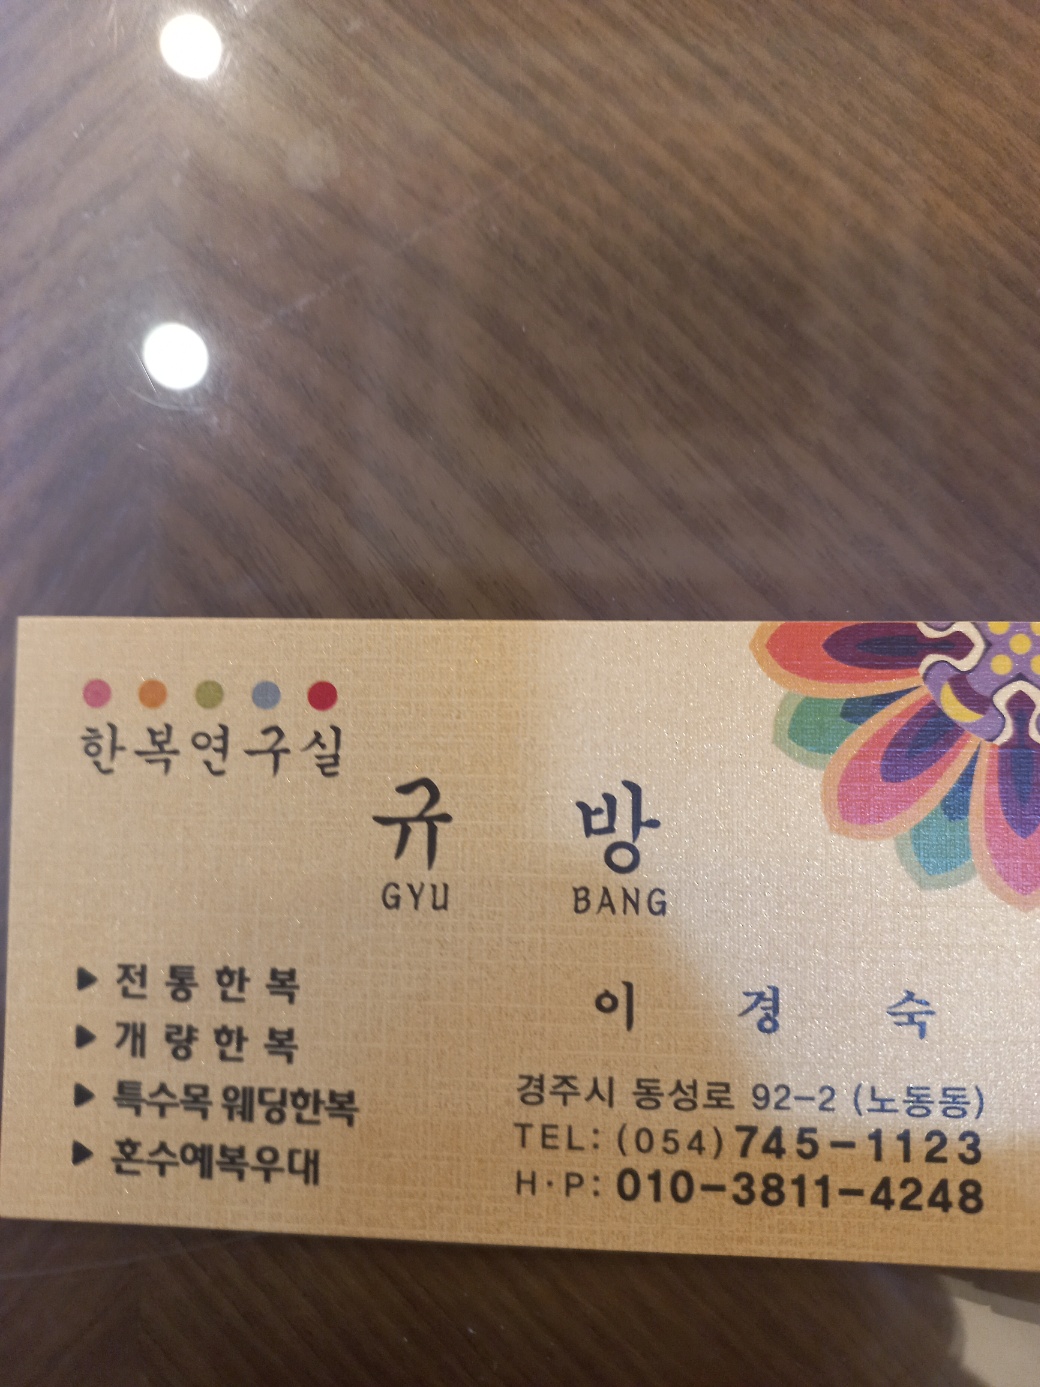 한복연구실
규 방
GYU BANG
▶ 전 통 한 복
▶ 개 량 한 복
▶ 특수목 웨딩한복
▶ 혼수예복우대
이 경 숙
경주시 동성로 92-2 (노동동)
TEL: (054) 745-1123
H·P: 010-3811-4248